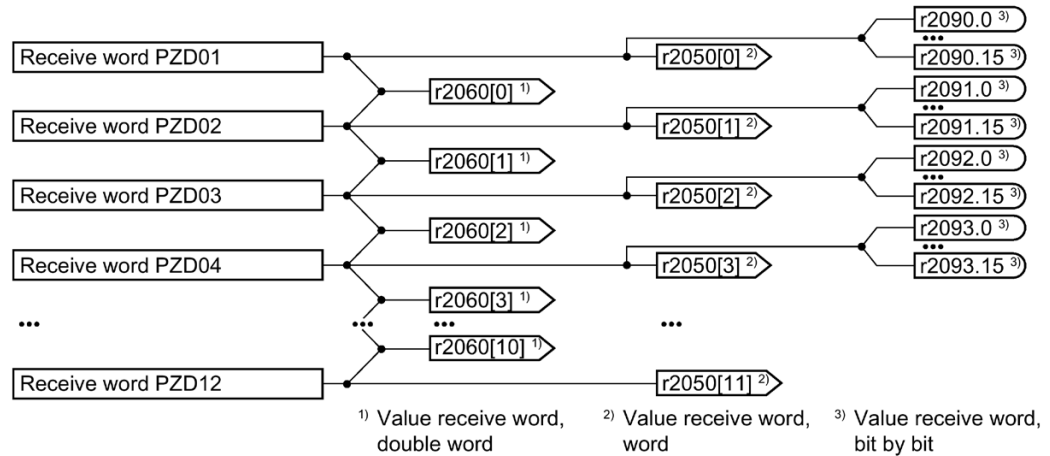 r2090.0 3)
•••
Receive word PZD01
r2050[0] 2)
r2090.15 3)
r2060[0] 1)
r2091.0 3)
•••
Receive word PZD02
r2050[1] 2)
r2091.15 3)
r2060[1] 1)
r2092.0 3)
•••
Receive word PZD03
r2050[2] 2)
r2092.15 3)
r2060[2] 1)
r2093.0 3)
•••
Receive word PZD04
r2050[3] 2)
r2093.15 3)
r2060[3] 1)
••• ••• ••• •••
r2060[10] 1)
Receive word PZD12
r2050[11] 2)
1) Value receive word,
double word
2) Value receive word,
word
3) Value receive word,
bit by bit